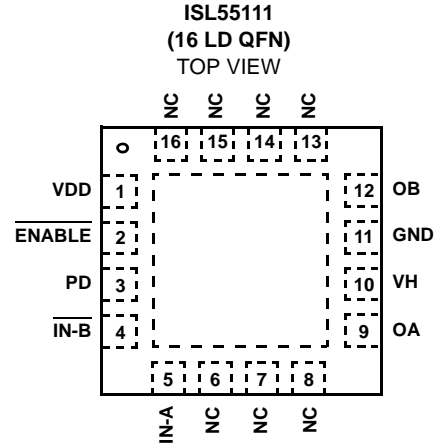 ISL55111
(16 LD QFN)
TOP VIEW
NC NC NC NC
16 15 14 13
VDD 1 12 OB
ENABLE 2 11 GND
PD 3 10 VH
IN-B 4 9 OA
5 6 7 8
IN-A NC NC NC